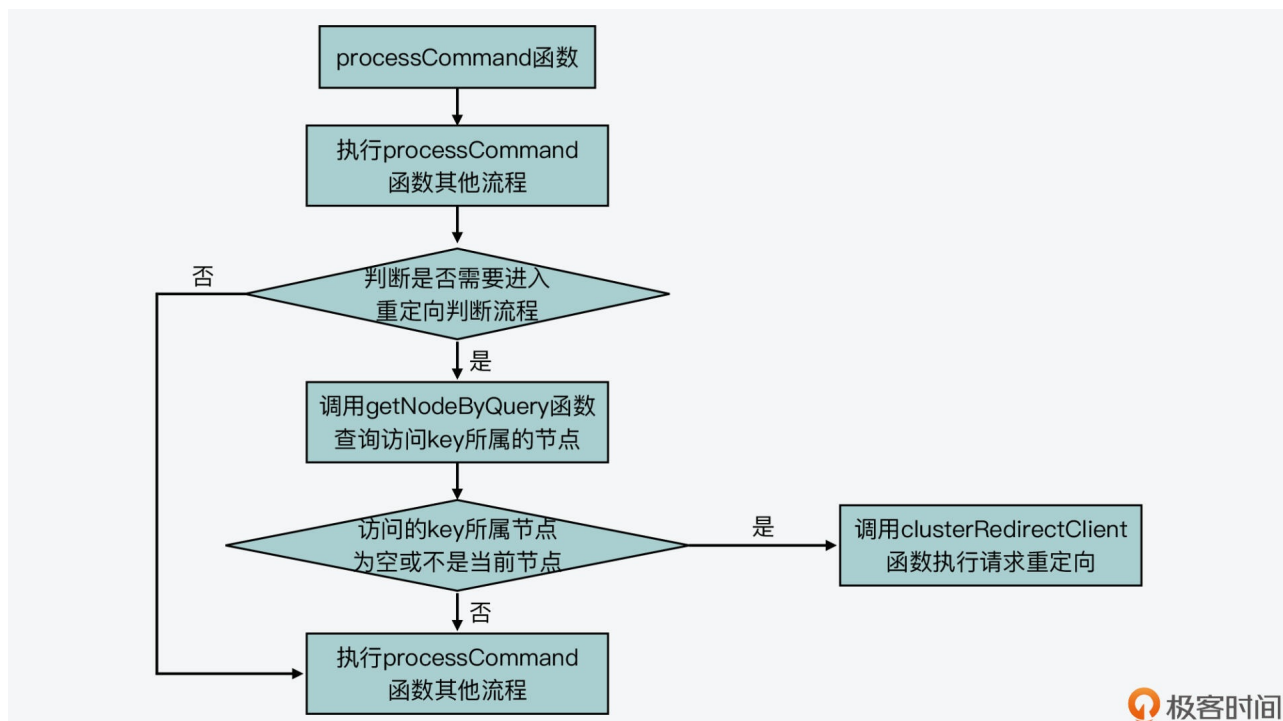 processCommand函数
执行processCommand
函数其他流程
否
判断是否需要进入
重定向判断流程
是
调用getNodeByQuery函数
查询访问key所属的节点
访问的key所属节点
为空或不是当前节点
是
调用clusterRedirectClient
函数执行请求重定向
否
执行processCommand
函数其他流程
极客时间